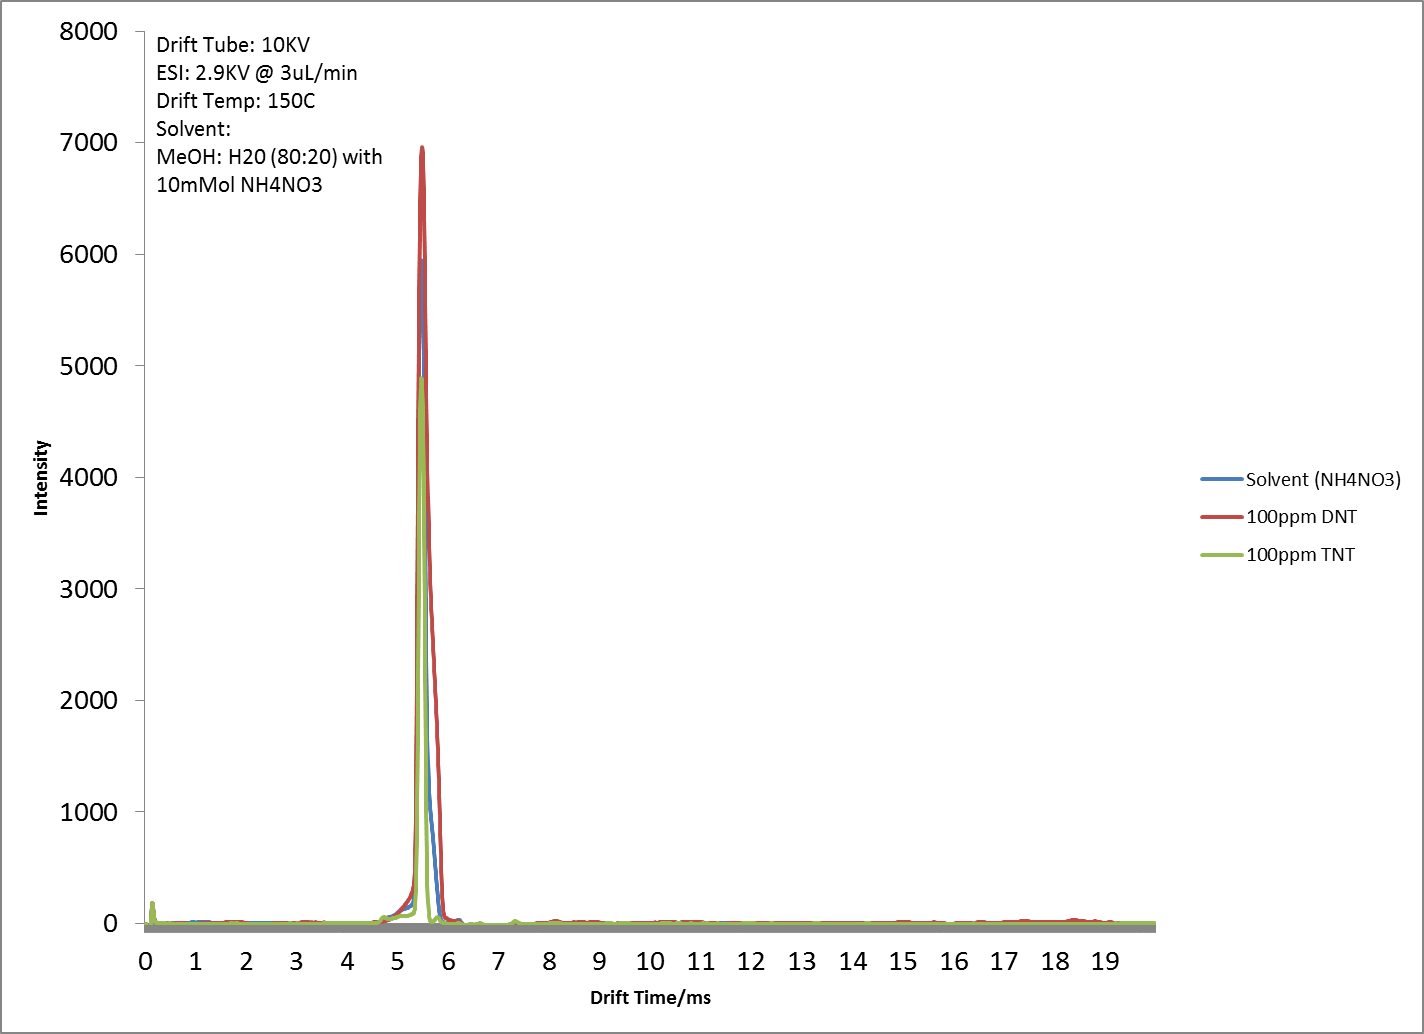 8000
Drift Tube: 10KV
ESI: 2.9KV @ 3uL/min
Drift Temp: 150C
Solvent:
MeOH: H20 (80:20) with
10mMol NH4NO3
7000
6000
5000
4000
3000
2000
1000
0
Intensity
0 1 2 3 4 5 6 7 8 9 10 11 12 13 14 15 16 17 18 19
Drift Time/ms
Solvent (NH4NO3)
100ppm DNT
100ppm TNT